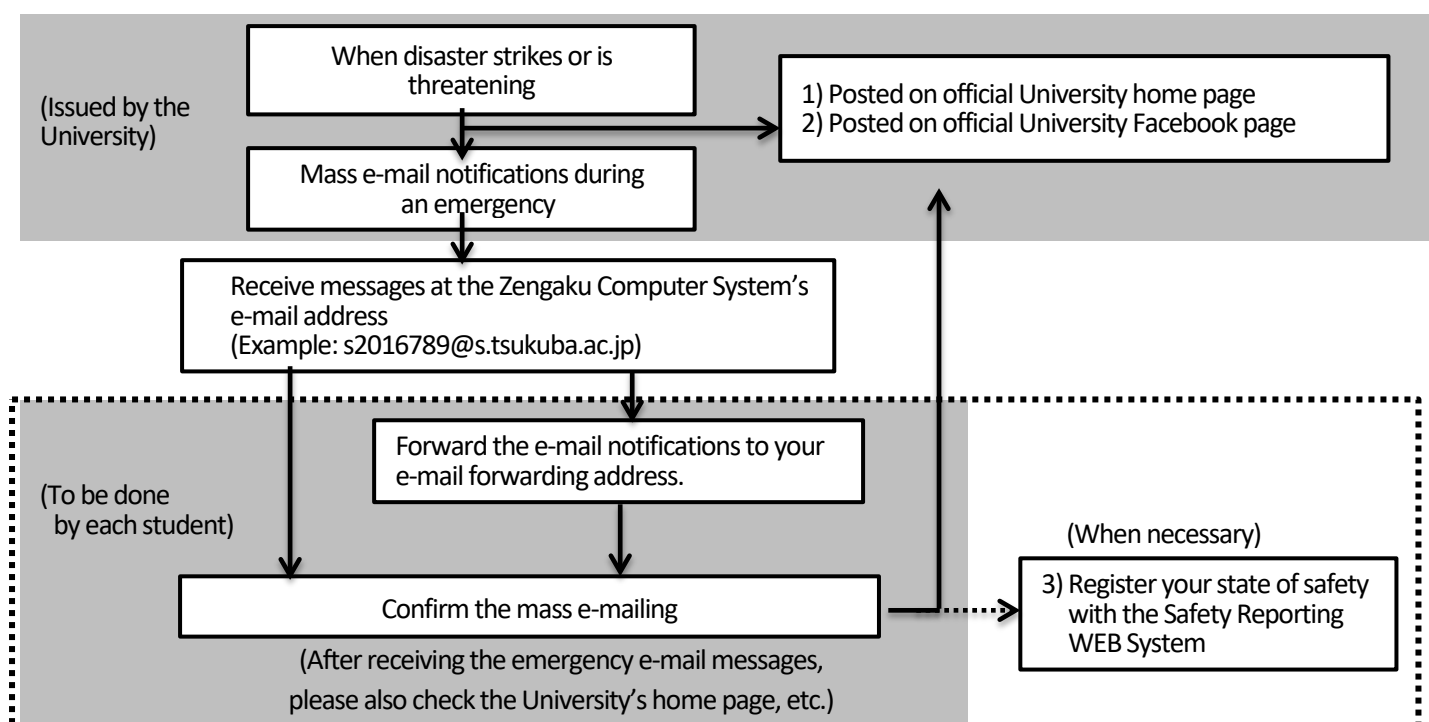 When disaster strikes or is
threatening
(Issued by the
University)
1) Posted on official University home page
2) Posted on official University Facebook page
Mass e-mail notifications during
an emergency
Receive messages at the Zengaku Computer System's
e-mail address
(Example: s2016789@s.tsukuba.ac.jp)
Forward the e-mail notifications to your
e-mail forwarding address.
(To be done
by each student)
(When necessary)
3) Register your state of safety
with the Safety Reporting
WEB System
Confirm the mass e-mailing
(After receiving the emergency e-mail messages,
please also check the University's home page, etc.)